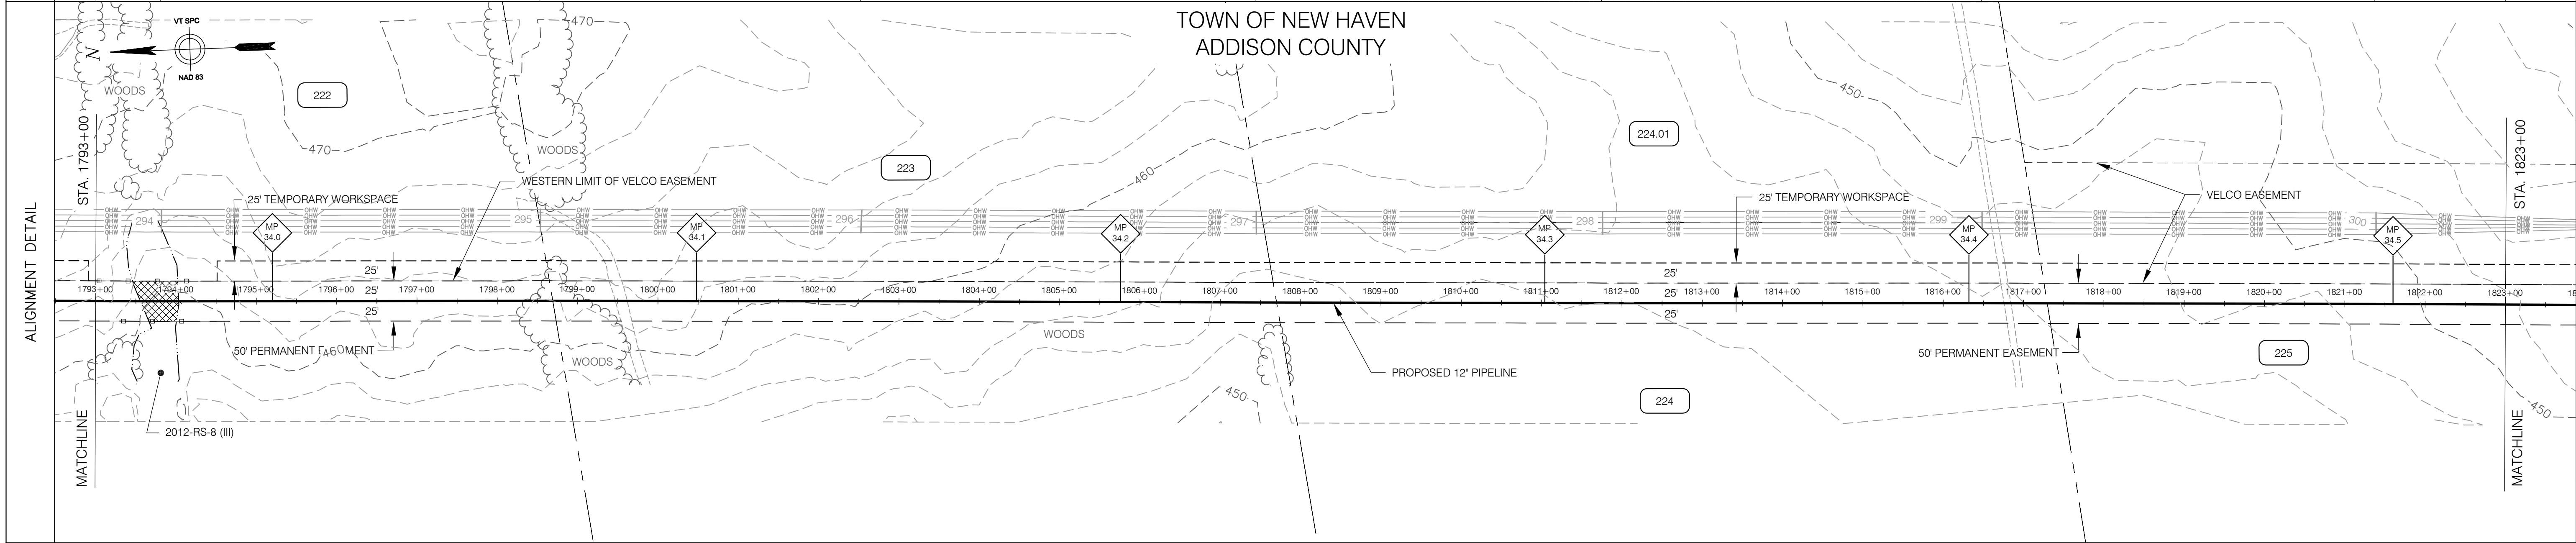 TOWN OF NEW HAVEN
ADDISON COUNTY
VT SPC
N
NAD 83
ALIGNMENT DETAIL
STA. 1793+00
MATCHLINE
WOODS
222
470
470
WOODS
223
224.01
450
460
STA. 1823+00
MATCHLINE
25' TEMPORARY WORKSPACE
WESTERN LIMIT OF VELCO EASEMENT
25' TEMPORARY WORKSPACE
VELCO EASEMENT
OHW OHW OHW OHW
294 295 296 297 298 299 300
MP 34.0
MP 34.1
MP 34.2
MP 34.3
MP 34.4
MP 34.5
25'
25'
25'
25'
25'
25'
1793+00 1794+00 1795+00 1796+00 1797+00 1798+00 1799+00 1800+00 1801+00 1802+00 1803+00 1804+00 1805+00 1806+00 1807+00 1808+00 1809+00 1810+00 1811+00 1812+00 1813+00 1814+00 1815+00 1816+00 1817+00 1818+00 1819+00 1820+00 1821+00 1822+00 1823+00
50' PERMANENT
460
WOODS
WOODS
50' PERMANENT EASEMENT
225
PROPOSED 12" PIPELINE
224
450
450
2012-RS-8 (III)